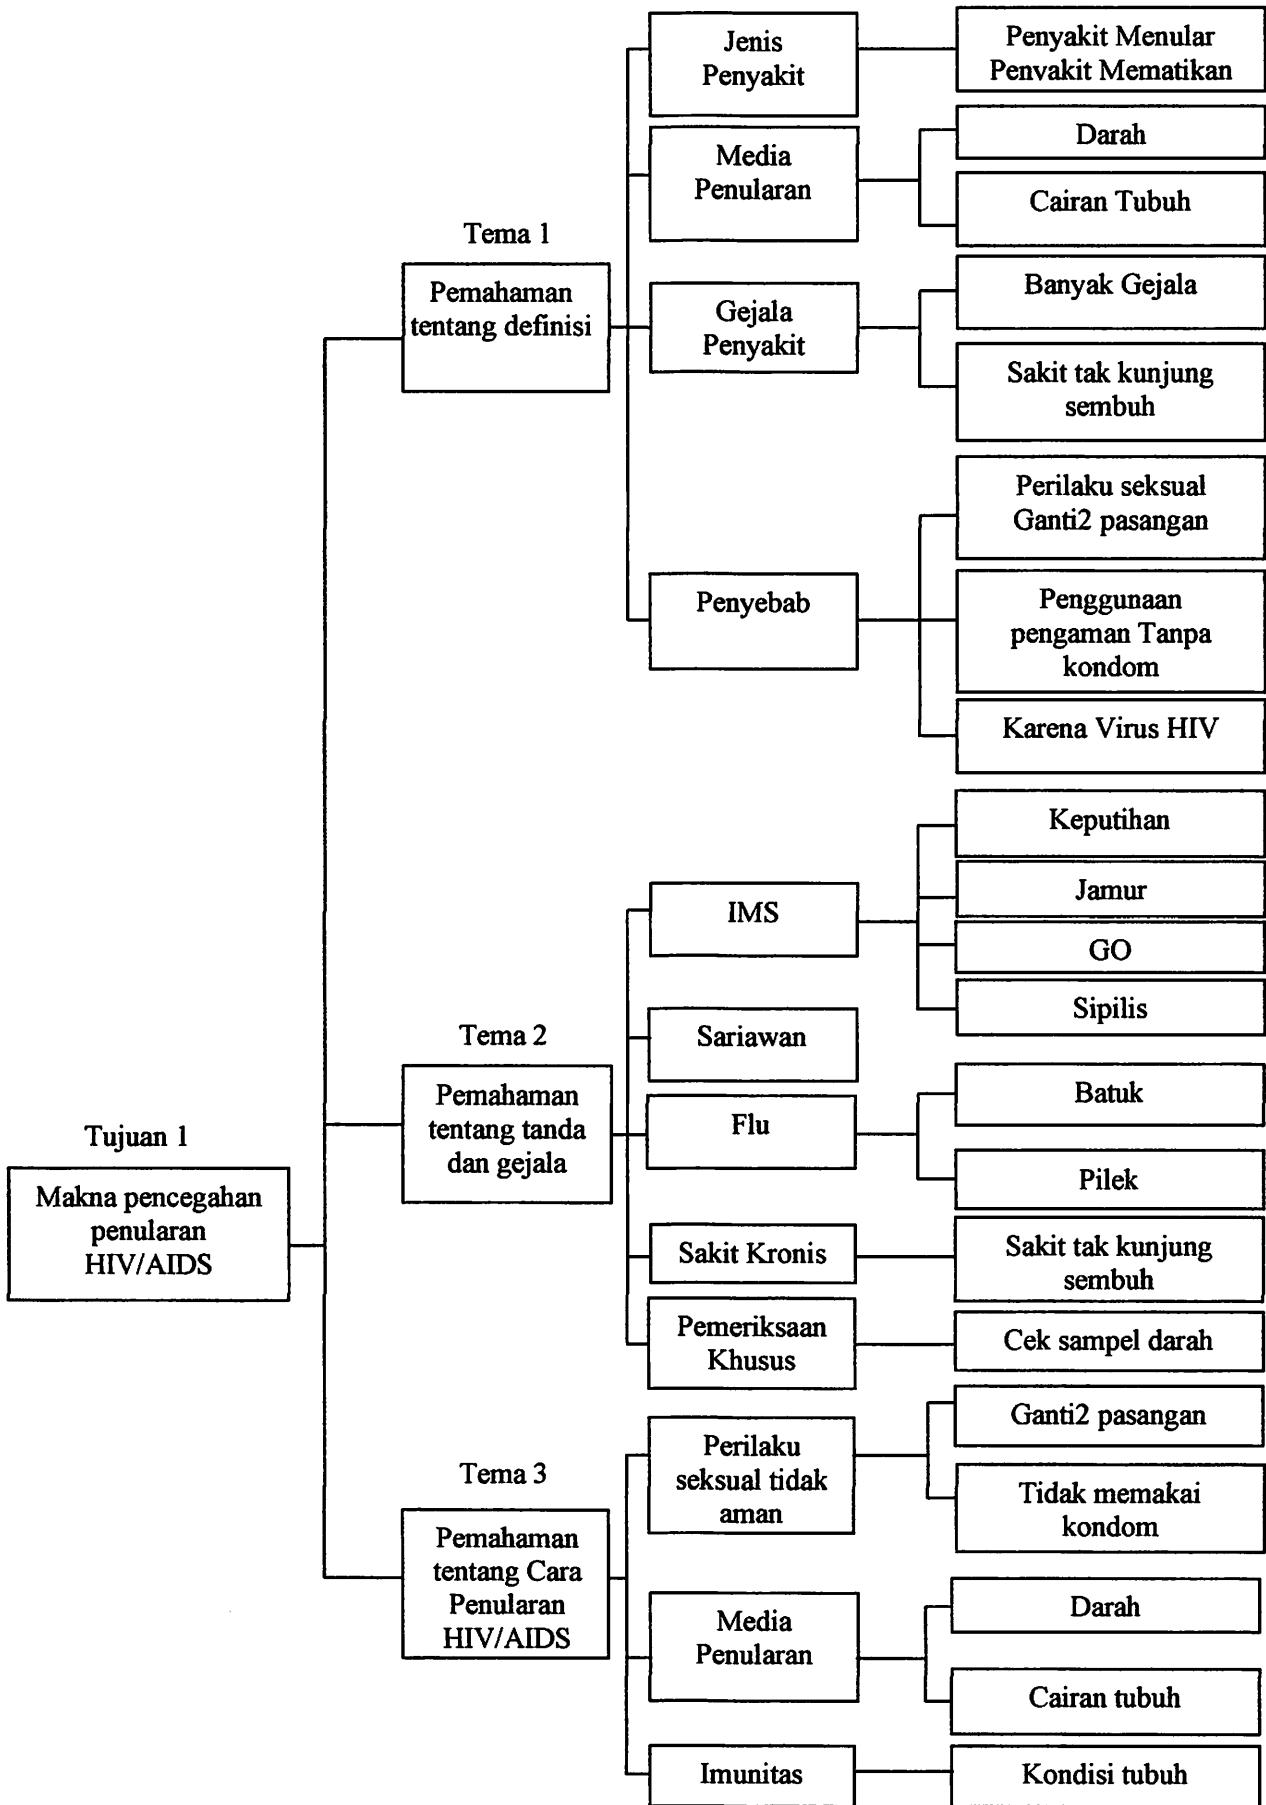 Jenis
Penyakit
Penyakit Menular
Penvakit Mematikan
Media
Penularan
Darah
Cairan Tubuh
Tema 1
Pemahaman
tentang definisi
Gejala
Penyakit
Banyak Gejala
Sakit tak kunjung
sembuh
Penyebab
Perilaku seksual
Ganti2 pasangan
Penggunaan
pengaman Tanpa
kondom
Karena Virus HIV
IMS
Keputihan
Jamur
GO
Sipilis
Tema 2
Pemahaman
tentang tanda
dan gejala
Sariawan
Flu
Batuk
Pilek
Tujuan 1
Makna pencegahan
penularan
HIV/AIDS
Sakit Kronis
Sakit tak kunjung
sembuh
Pemeriksaan
Khusus
Cek sampel darah
Tema 3
Pemahaman
tentang Cara
Penularan
HIV/AIDS
Perilaku
seksual tidak
aman
Ganti2 pasangan
Tidak memakai
kondom
Media
Penularan
Darah
Cairan tubuh
Imunitas
Kondisi tubuh